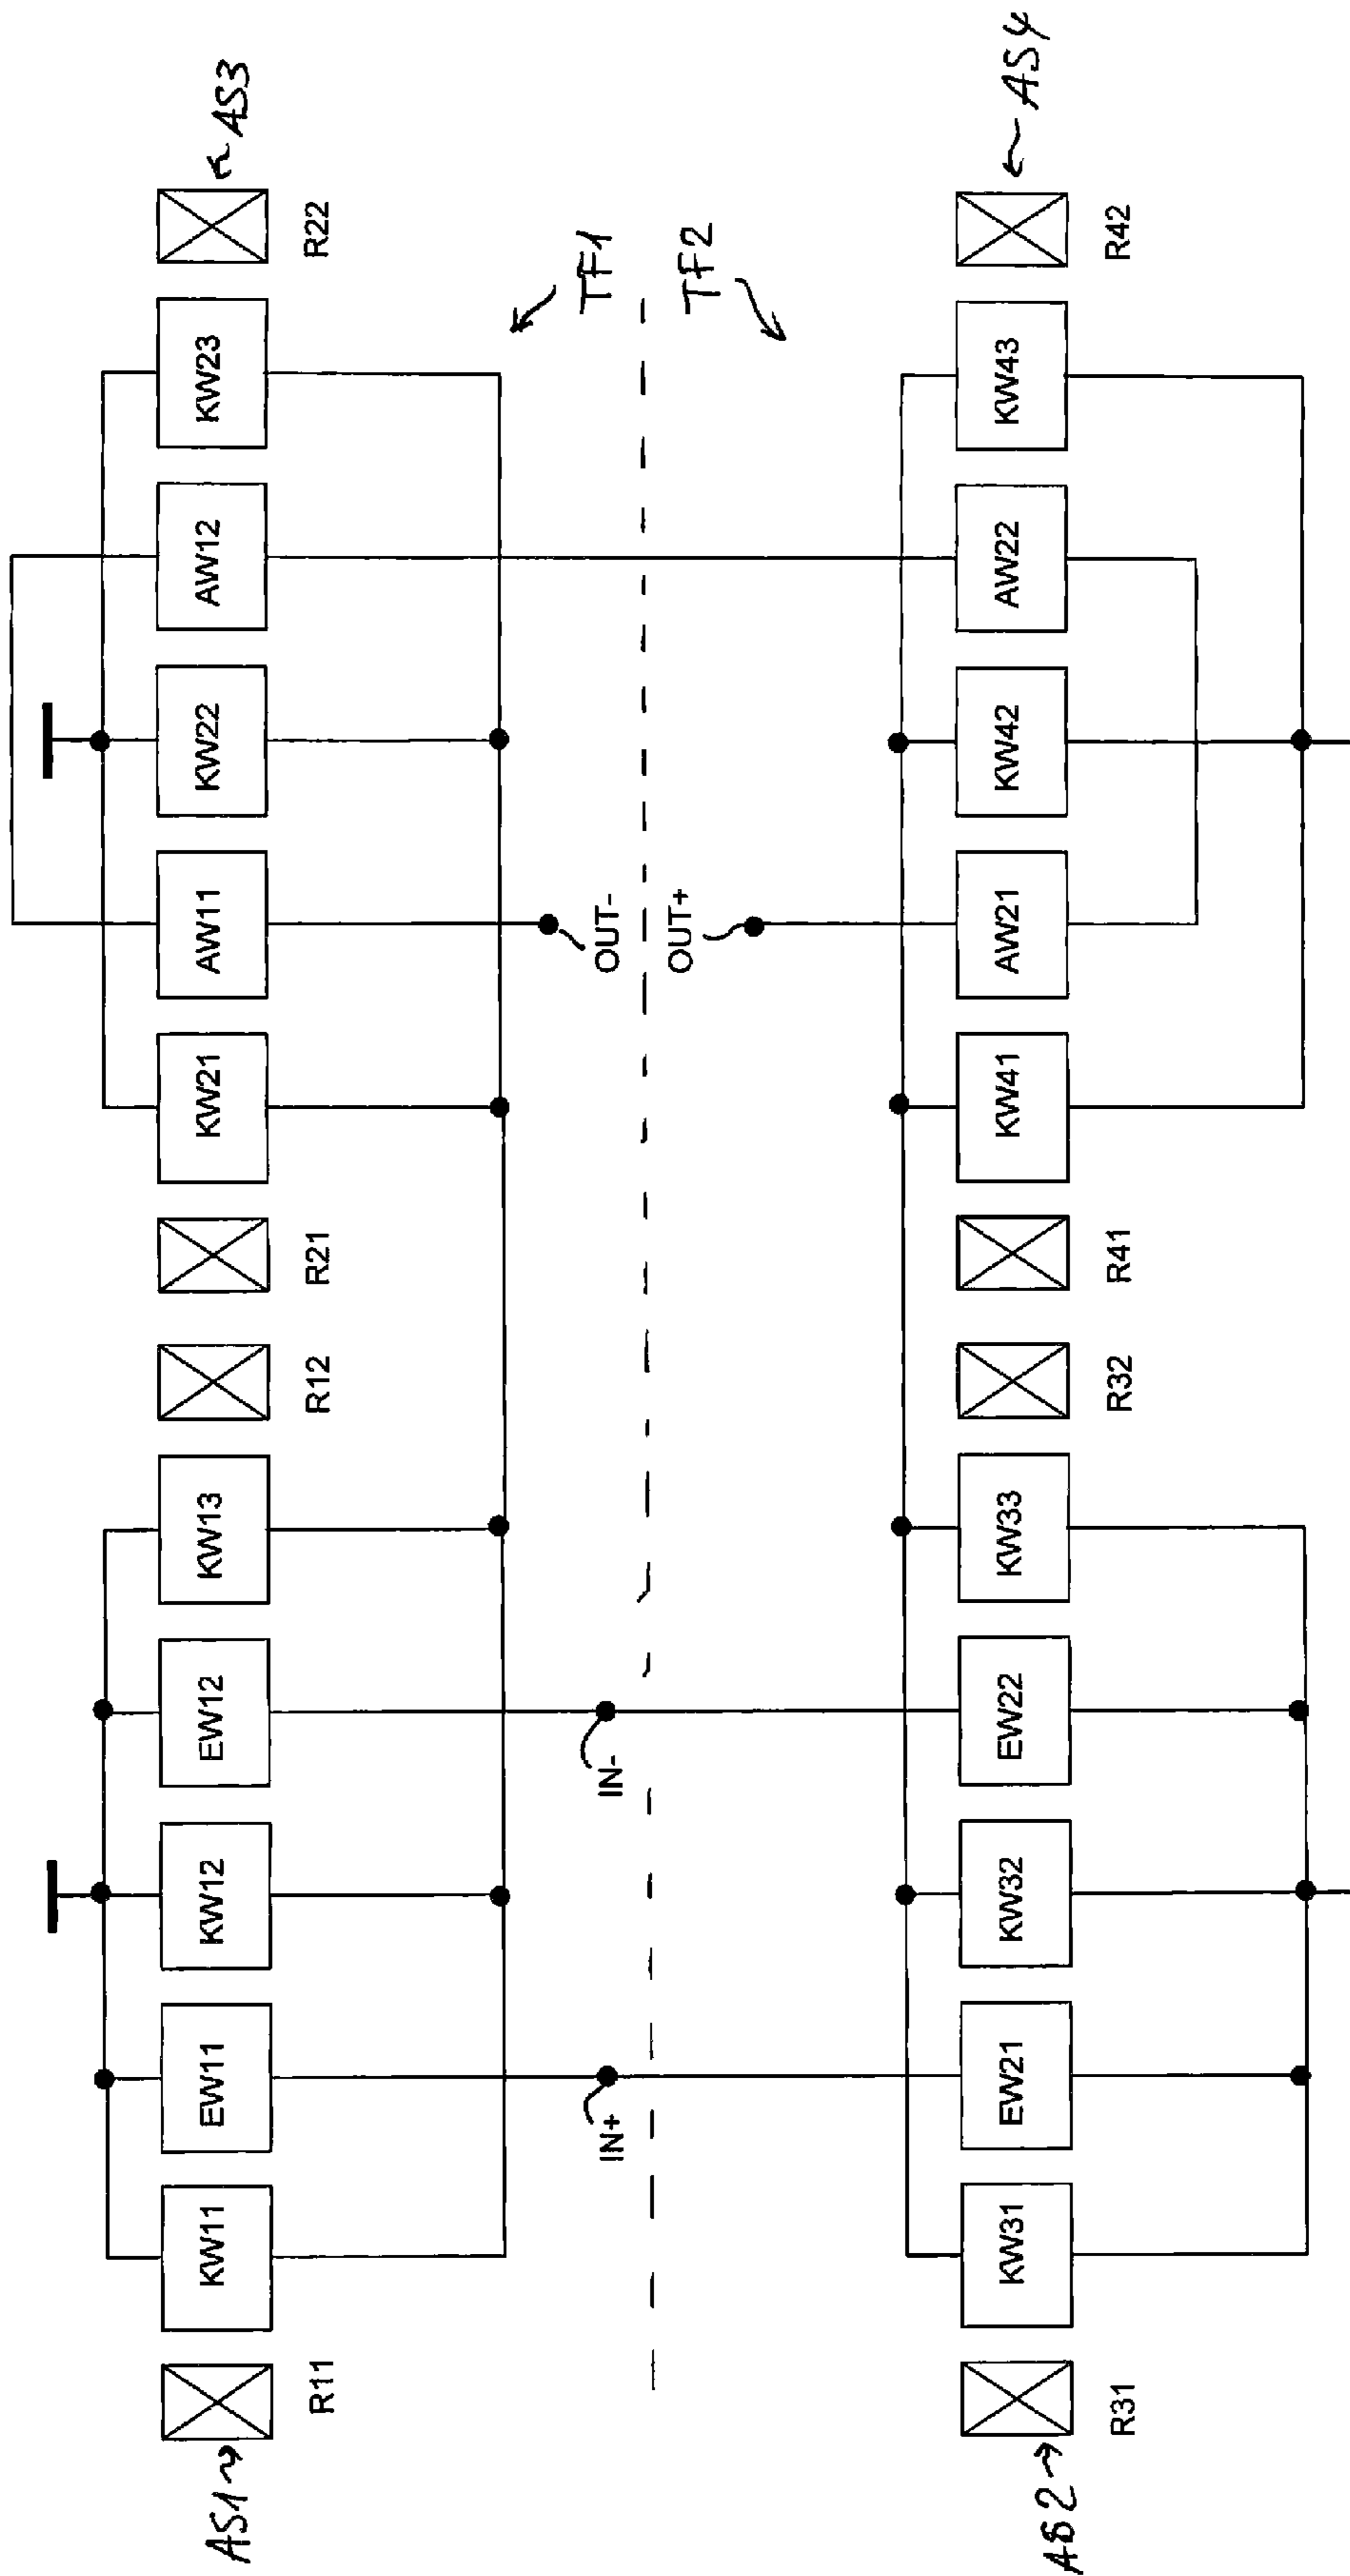 AS3
AS4
R22
R42
TF1
TF2
KW23
KW43
AW12
AW22
KW22
KW42
AW11
OUT-
OUT+
AW21
KW21
KW41
R21
R41
R12
R32
KW13
KW33
EW12
IN-
EW22
KW12
KW32
EW11
IN+
EW21
KW11
KW31
R11
R31
AS1
AS2